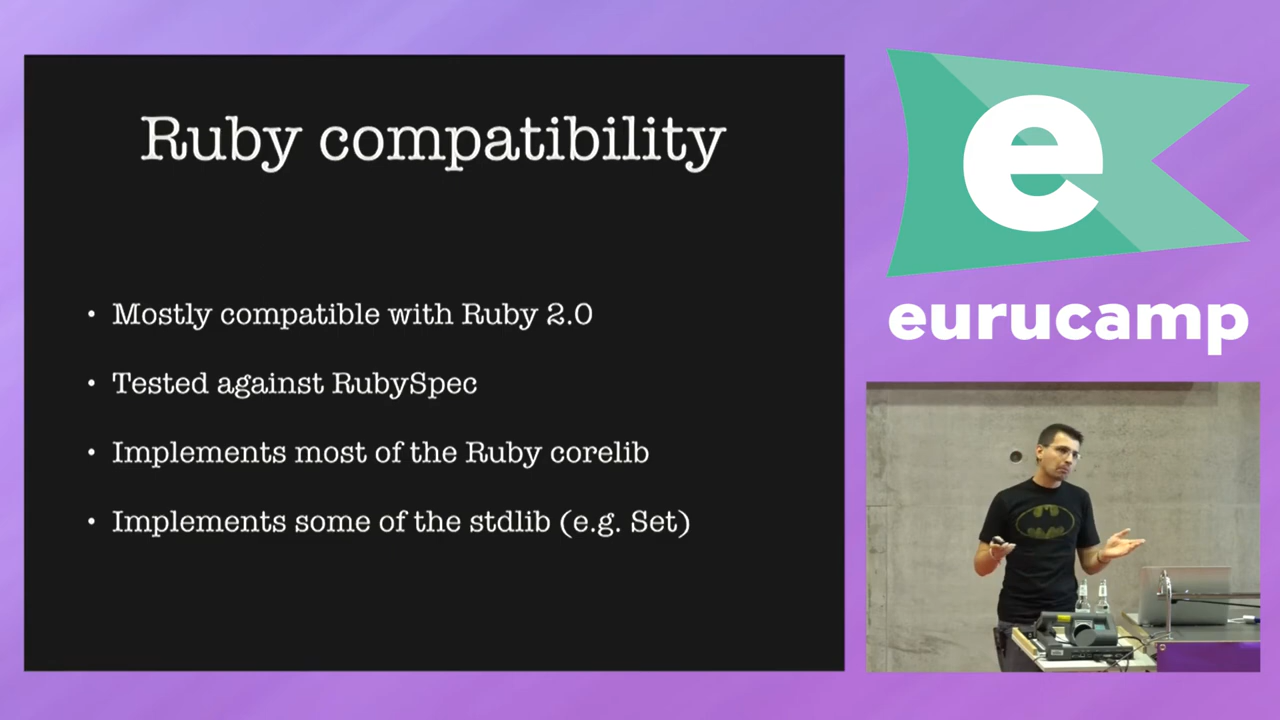 Ruby compatibility
• Mostly compatible with Ruby 2.0
• Tested against RubySpec
• Implements most of the Ruby corelib
• Implements some of the stdlib (e.g. Set)
e
eurucamp